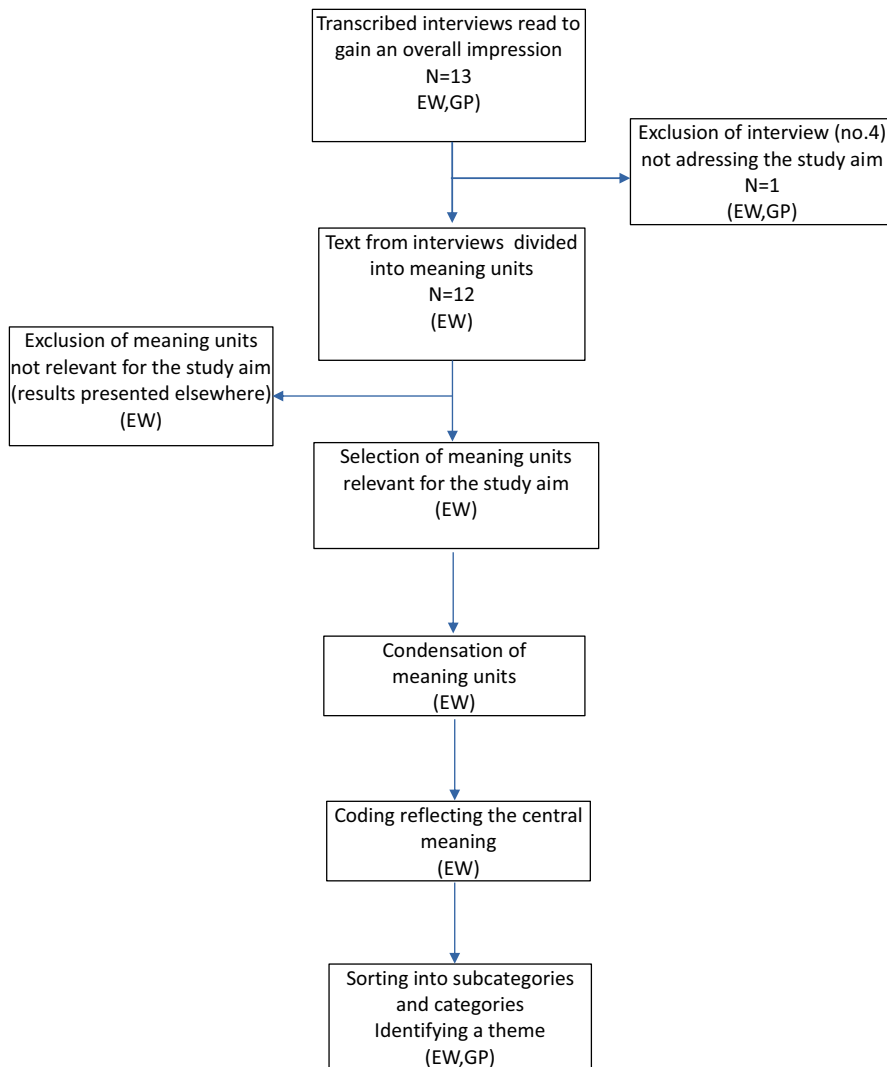 Transcribed interviews read to
gain an overall impression
N=13
EW,GP)
Exclusion of interview (no.4)
not adressing the study aim
N=1
(EW,GP)
Text from interviews divided
into meaning units
N=12
(EW)
Exclusion of meaning units
not relevant for the study aim
(results presented elsewhere)
(EW)
Selection of meaning units
relevant for the study aim
(EW)
Condensation of
meaning units
(EW)
Coding reflecting the central
meaning
(EW)
Sorting into subcategories
and categories
Identifying a theme
(EW,GP)